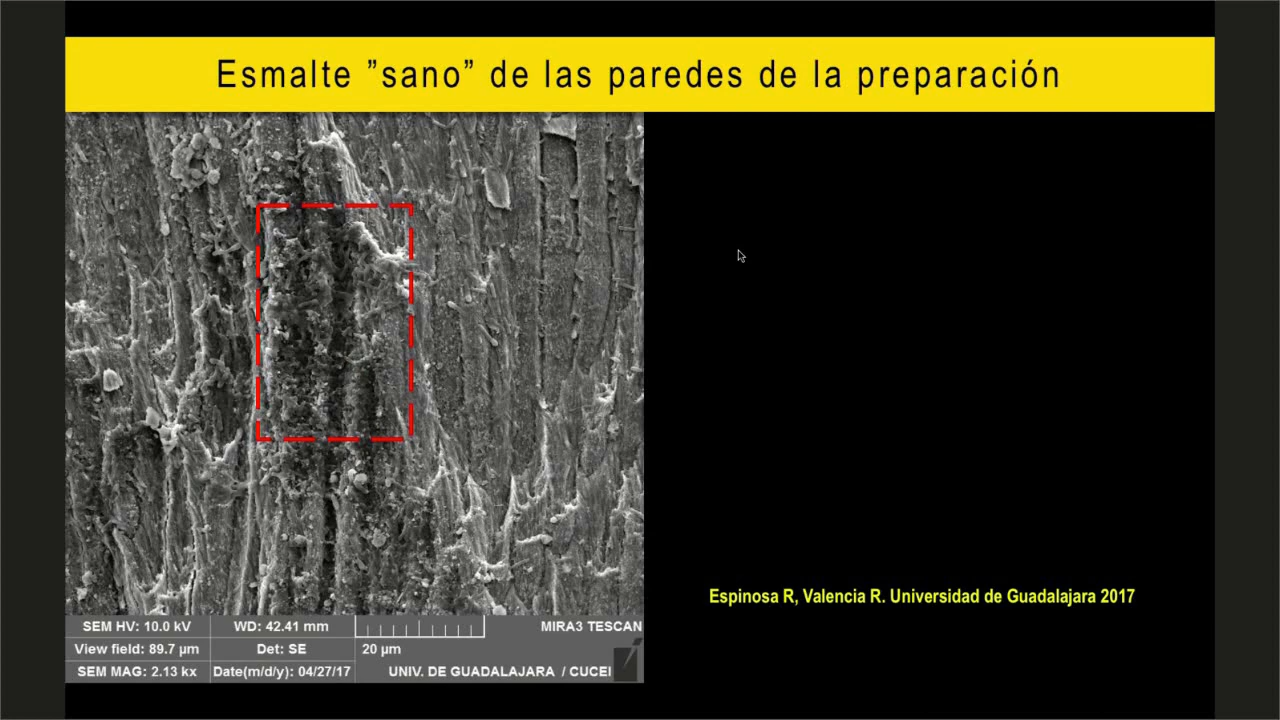 Esmalte ”sano” de las paredes de la preparación
Espinosa R, Valencia R. Universidad de Guadalajara 2017
SEM HV: 10.0 kV WD: 42.41 mm MIRA3 TESCAN
View field: 89.7 µm Det: SE 20 µm
SEM MAG: 2.13 kx Date(m/d/y): 04/27/17 UNIV. DE GUADALAJARA / CUCEI